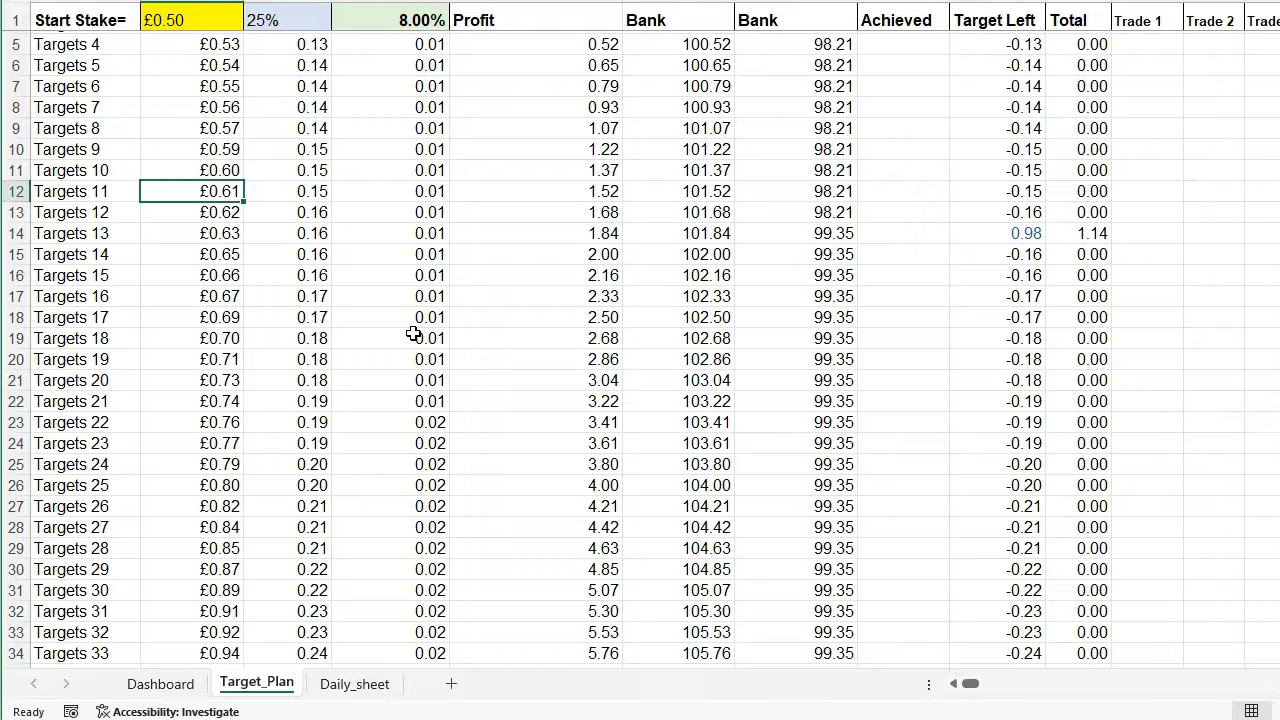 1 Start Stake= £0.50 25% 8.00% Profit Bank Bank Achieved Target Left Total Trade 1 Trade 2 Trade
5 Targets 4 £0.53 0.13 0.01 0.52 100.52 98.21 -0.13 0.00
6 Targets 5 £0.54 0.14 0.01 0.65 100.65 98.21 -0.14 0.00
7 Targets 6 £0.55 0.14 0.01 0.79 100.79 98.21 -0.14 0.00
8 Targets 7 £0.56 0.14 0.01 0.93 100.93 98.21 -0.14 0.00
9 Targets 8 £0.57 0.14 0.01 1.07 101.07 98.21 -0.14 0.00
10 Targets 9 £0.59 0.15 0.01 1.22 101.22 98.21 -0.15 0.00
11 Targets 10 £0.60 0.15 0.01 1.37 101.37 98.21 -0.15 0.00
12 Targets 11 £0.61 0.15 0.01 1.52 101.52 98.21 -0.15 0.00
13 Targets 12 £0.62 0.16 0.01 1.68 101.68 98.21 -0.16 0.00
14 Targets 13 £0.63 0.16 0.01 1.84 101.84 99.35 0.98 1.14
15 Targets 14 £0.65 0.16 0.01 2.00 102.00 99.35 -0.16 0.00
16 Targets 15 £0.66 0.16 0.01 2.16 102.16 99.35 -0.16 0.00
17 Targets 16 £0.67 0.17 0.01 2.33 102.33 99.35 -0.17 0.00
18 Targets 17 £0.69 0.17 0.01 2.50 102.50 99.35 -0.17 0.00
19 Targets 18 £0.70 0.18 0.01 2.68 102.68 99.35 -0.18 0.00
20 Targets 19 £0.71 0.18 0.01 2.86 102.86 99.35 -0.18 0.00
21 Targets 20 £0.73 0.18 0.01 3.04 103.04 99.35 -0.18 0.00
22 Targets 21 £0.74 0.19 0.01 3.22 103.22 99.35 -0.19 0.00
23 Targets 22 £0.76 0.19 0.02 3.41 103.41 99.35 -0.19 0.00
24 Targets 23 £0.77 0.19 0.02 3.61 103.61 99.35 -0.19 0.00
25 Targets 24 £0.79 0.20 0.02 3.80 103.80 99.35 -0.20 0.00
26 Targets 25 £0.80 0.20 0.02 4.00 104.00 99.35 -0.20 0.00
27 Targets 26 £0.82 0.21 0.02 4.21 104.21 99.35 -0.21 0.00
28 Targets 27 £0.84 0.21 0.02 4.42 104.42 99.35 -0.21 0.00
29 Targets 28 £0.85 0.21 0.02 4.63 104.63 99.35 -0.21 0.00
30 Targets 29 £0.87 0.22 0.02 4.85 104.85 99.35 -0.22 0.00
31 Targets 30 £0.89 0.22 0.02 5.07 105.07 99.35 -0.22 0.00
32 Targets 31 £0.91 0.23 0.02 5.30 105.30 99.35 -0.23 0.00
33 Targets 32 £0.92 0.23 0.02 5.53 105.53 99.35 -0.23 0.00
34 Targets 33 £0.94 0.24 0.02 5.76 105.76 99.35 -0.24 0.00
Dashboard Target_Plan Daily_sheet
Ready Accessibility: Investigate